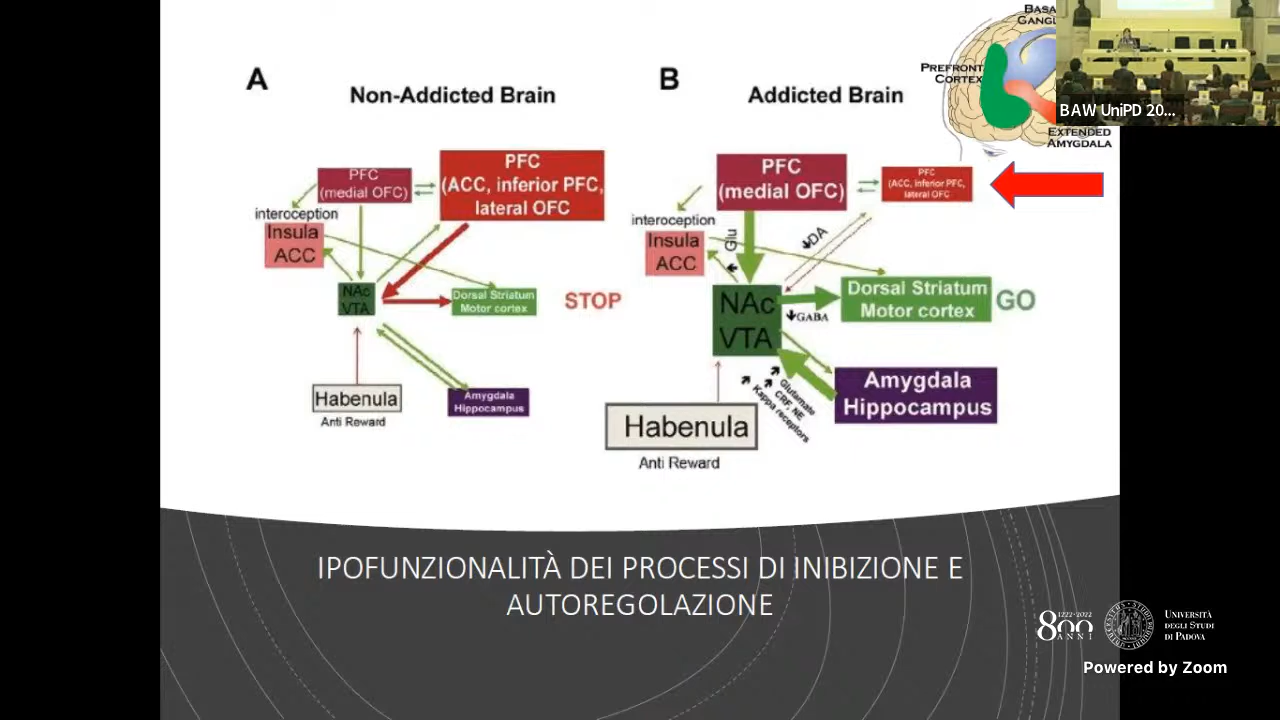 BASA
GANGL
PREFRONT
CORTEX
EXTENDED
AMYGDALA
BAW UniPD 20...
A
Non-Addicted Brain
PFC
(medial OFC)
PFC
(ACC, inferior PFC,
lateral OFC
interoception
Insula
ACC
NAc
VTA
Dorsal Striatum
Motor cortex
STOP
Habenula
Anti Reward
Amygdala
Hippocampus
B
Addicted Brain
PFC
(medial OFC)
PFC
(ACC, inferior PFC,
lateral OFC
interoception
Insula
ACC
Glu
DA
NAc
VTA
GABA
Dorsal Striatum
Motor cortex
GO
Glutamate
CRF, NE
Kappa receptors
Amygdala
Hippocampus
Habenula
Anti Reward
IPOFUNZIONALITÀ DEI PROCESSI DI INIBIZIONE E
AUTOREGOLAZIONE
1222·2022
800
ANNI
UNIVERSITÀ
DEGLI STUDI
DI PADOVA
Powered by Zoom